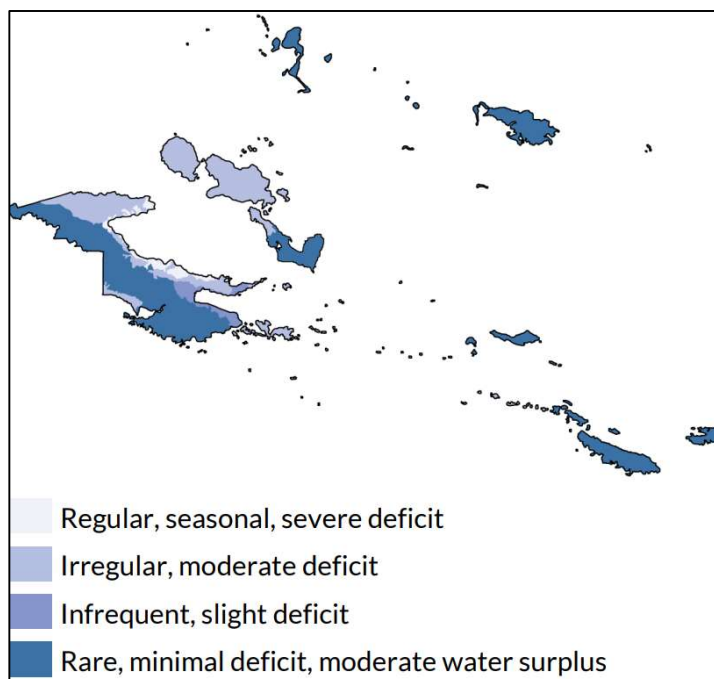 Regular, seasonal, severe deficit
Irregular, moderate deficit
Infrequent, slight deficit
Rare, minimal deficit, moderate water surplus